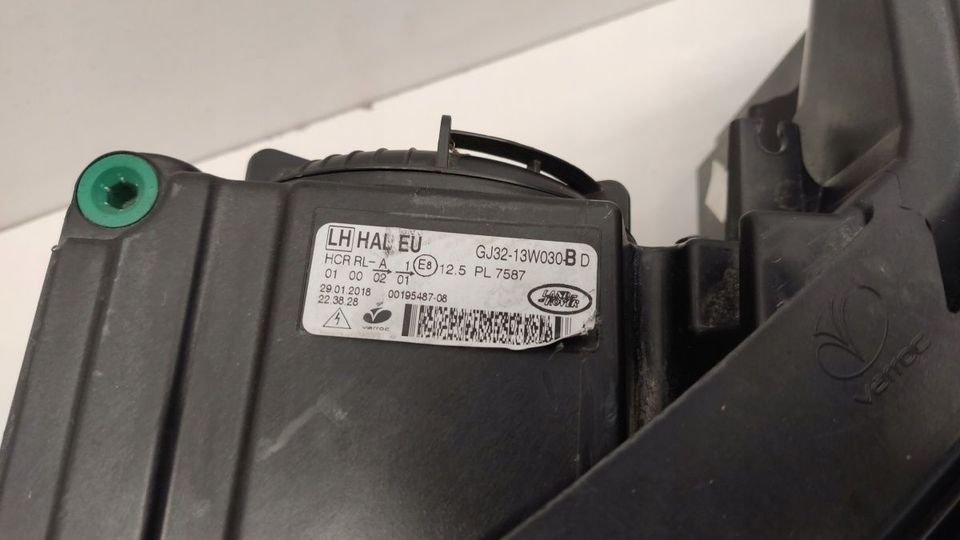 LH HAL EU GJ32-13W030-B D
HCR RL- A 1 E8 12.5 PL 7587
01 00 02 01
29.01.2018 00195487-08
22.38.28
varroc
LAND ROVER
varroc